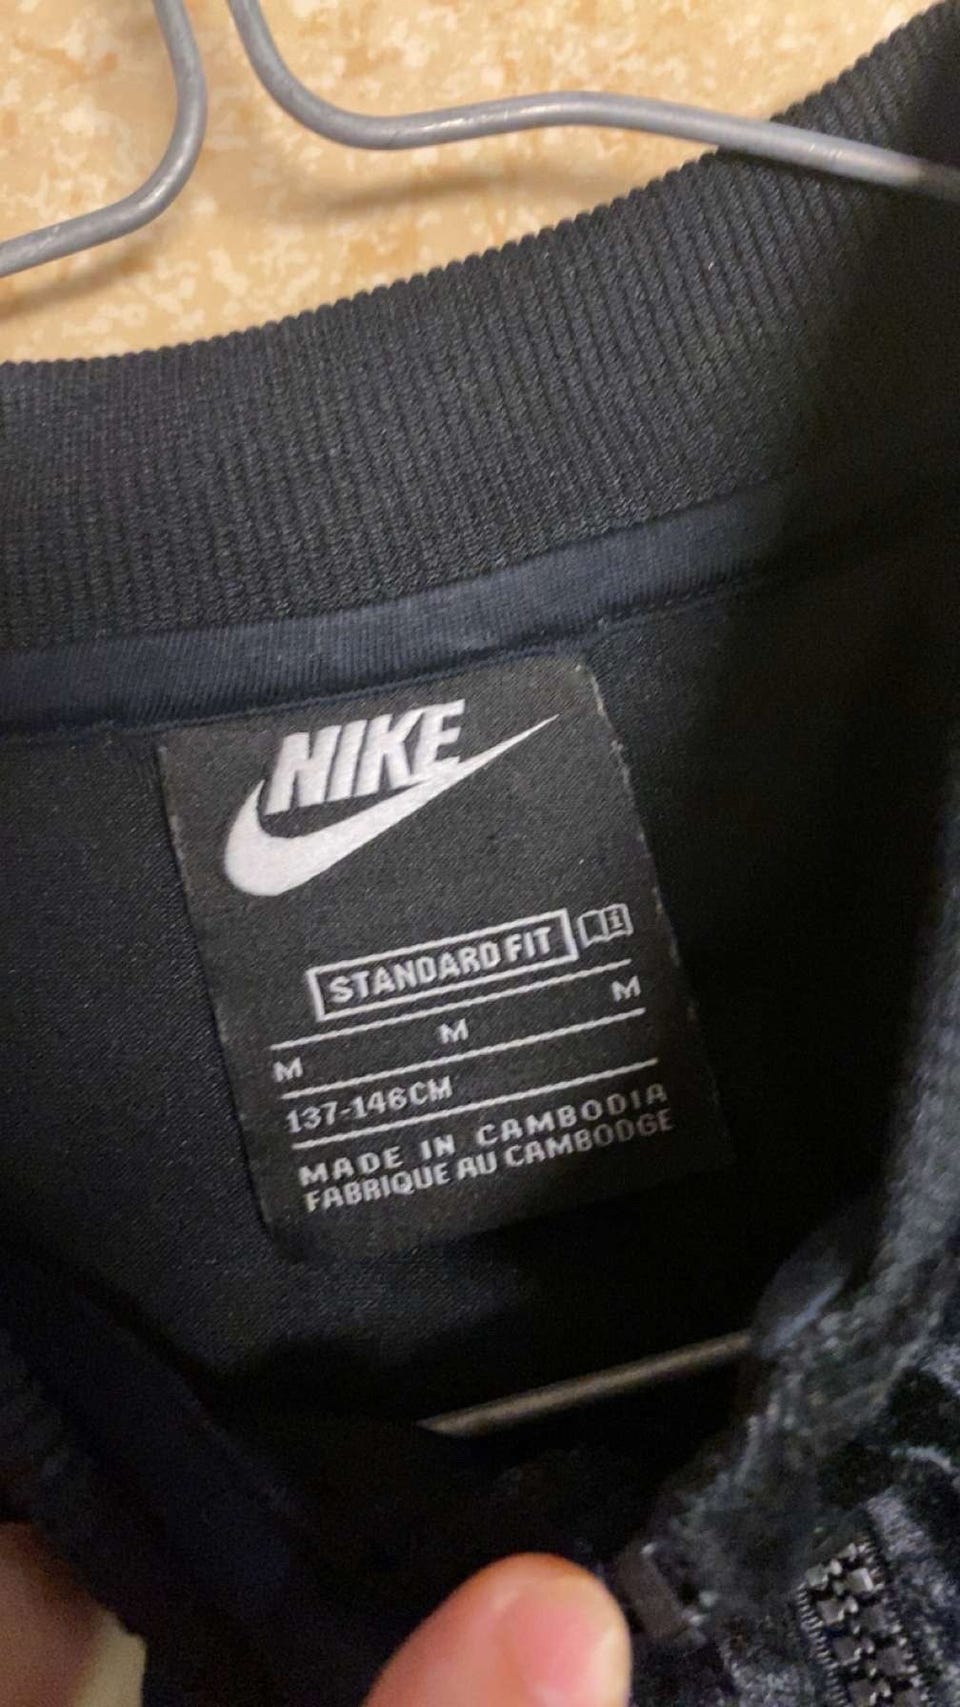 NIKE
STANDARD FIT
M M M
137-146CM
MADE IN CAMBODIA
FABRIQUE AU CAMBODGE